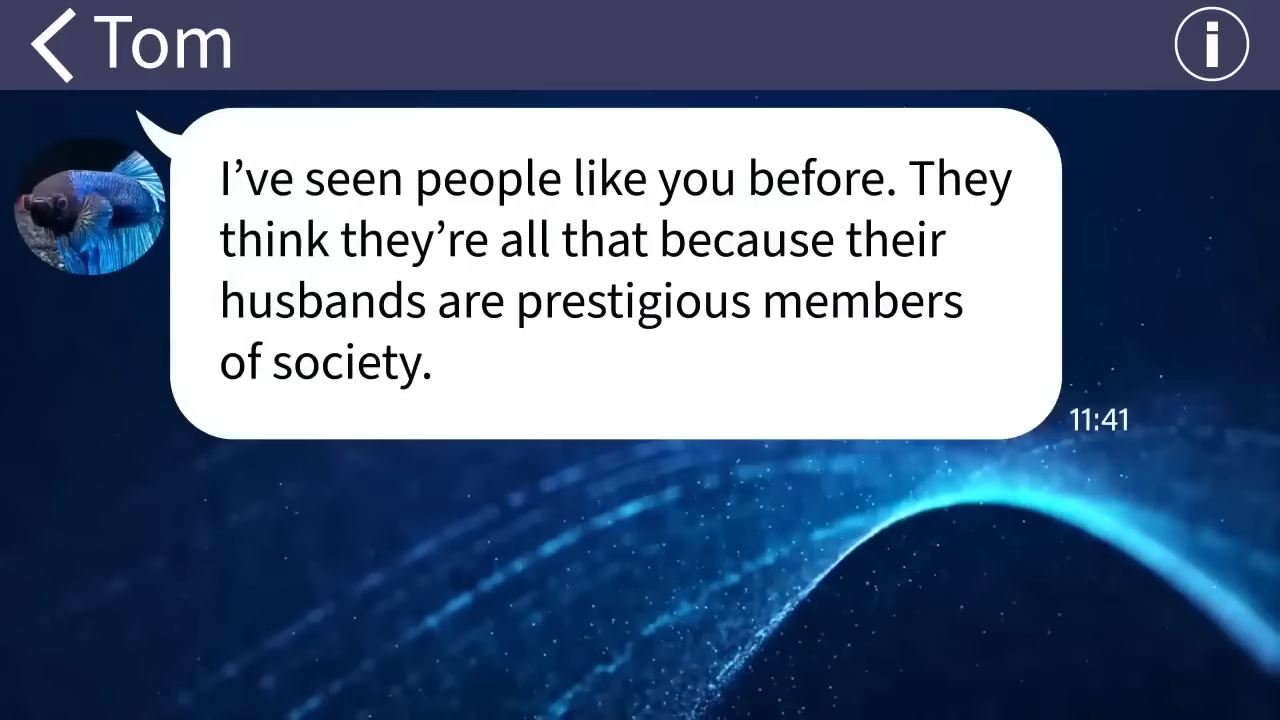 Tom
I’ve seen people like you before. They
think they’re all that because their
husbands are prestigious members
of society.
11:41